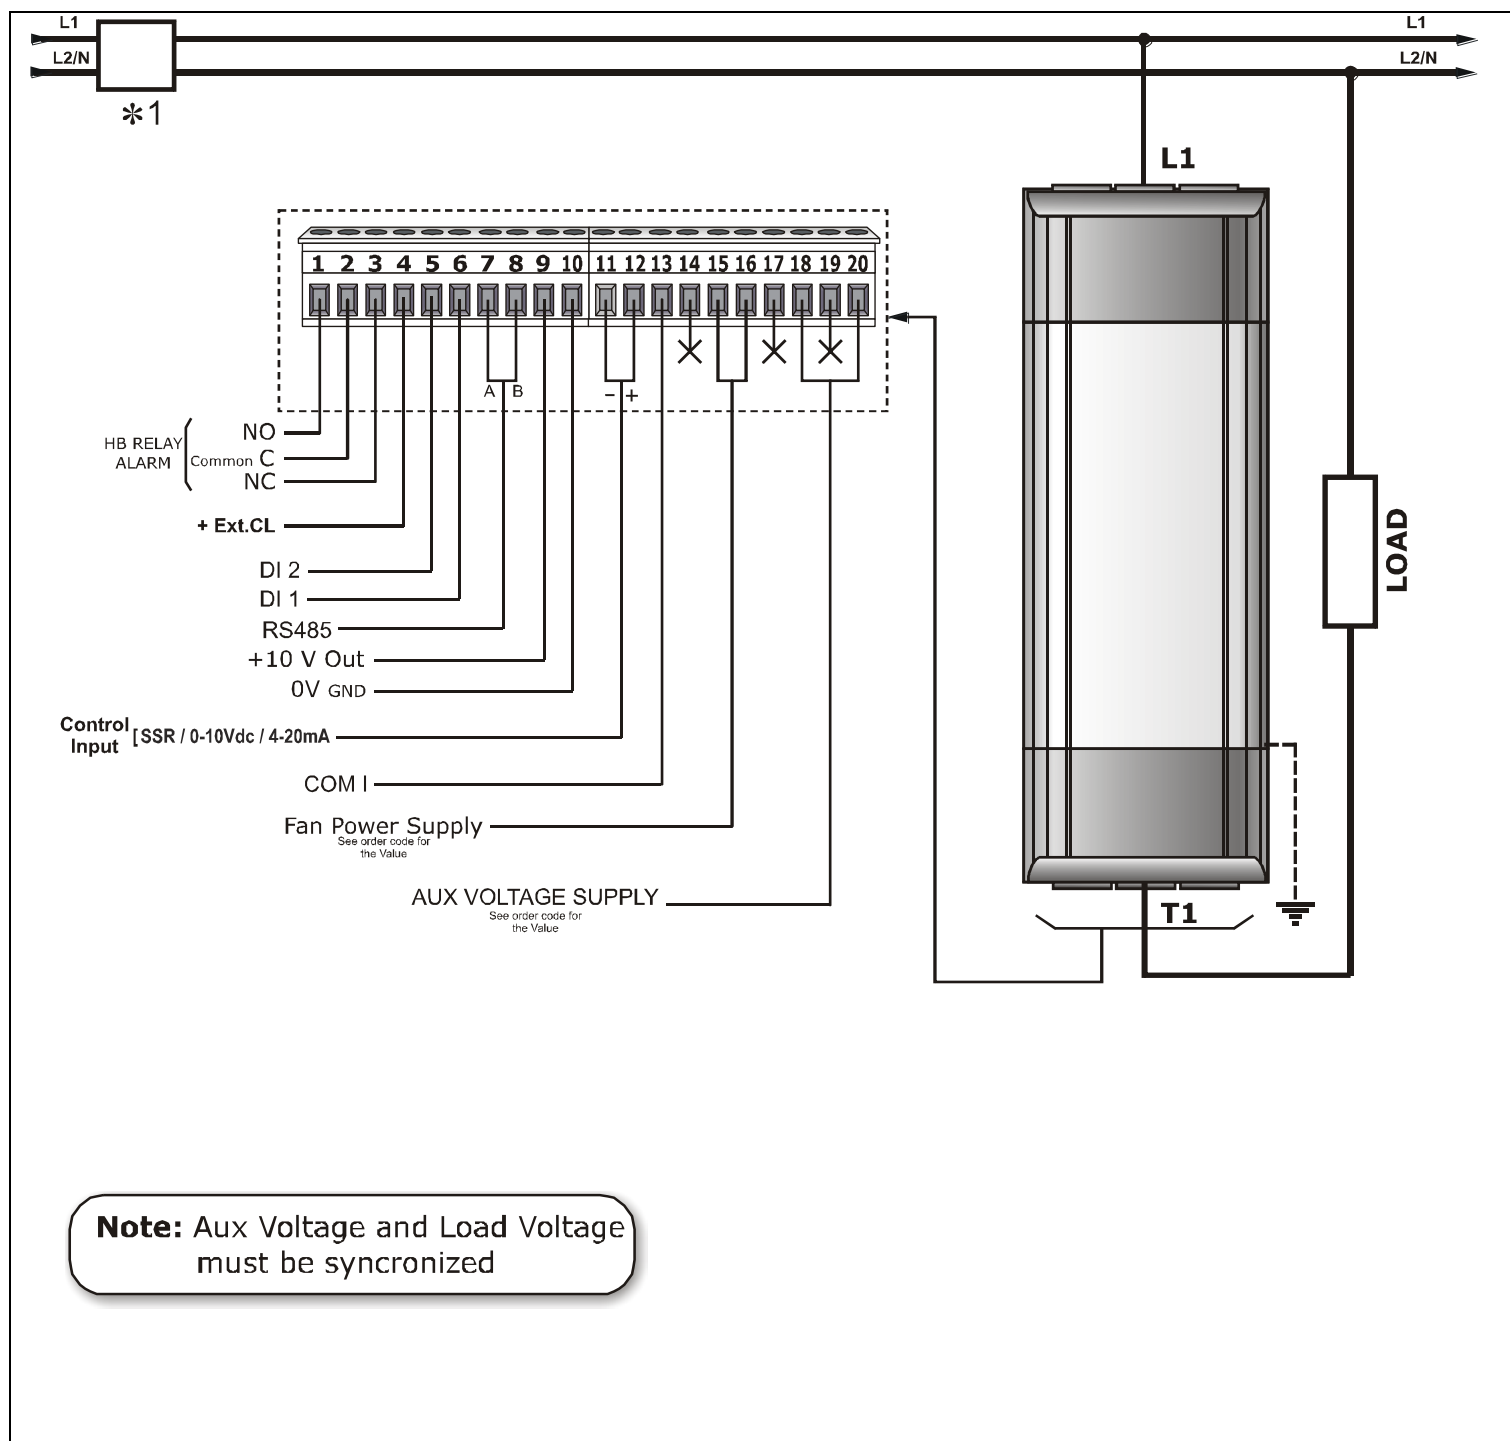 L1
L1
L2/N
L2/N
✻1
L1
1 2 3 4 5 6 7 8 9 10 11 12 13 14 15 16 17 18 19 20
A B
− +
HB RELAY
ALARM
NO
Common C
NC
+ Ext.CL
DI 2
DI 1
RS485
+10 V Out
0V GND
Control
Input
[SSR / 0-10Vdc / 4-20mA
COM I
Fan Power Supply
See order code for
the Value
AUX VOLTAGE SUPPLY
See order code for
the Value
LOAD
T1
Note: Aux Voltage and Load Voltage
must be syncronized